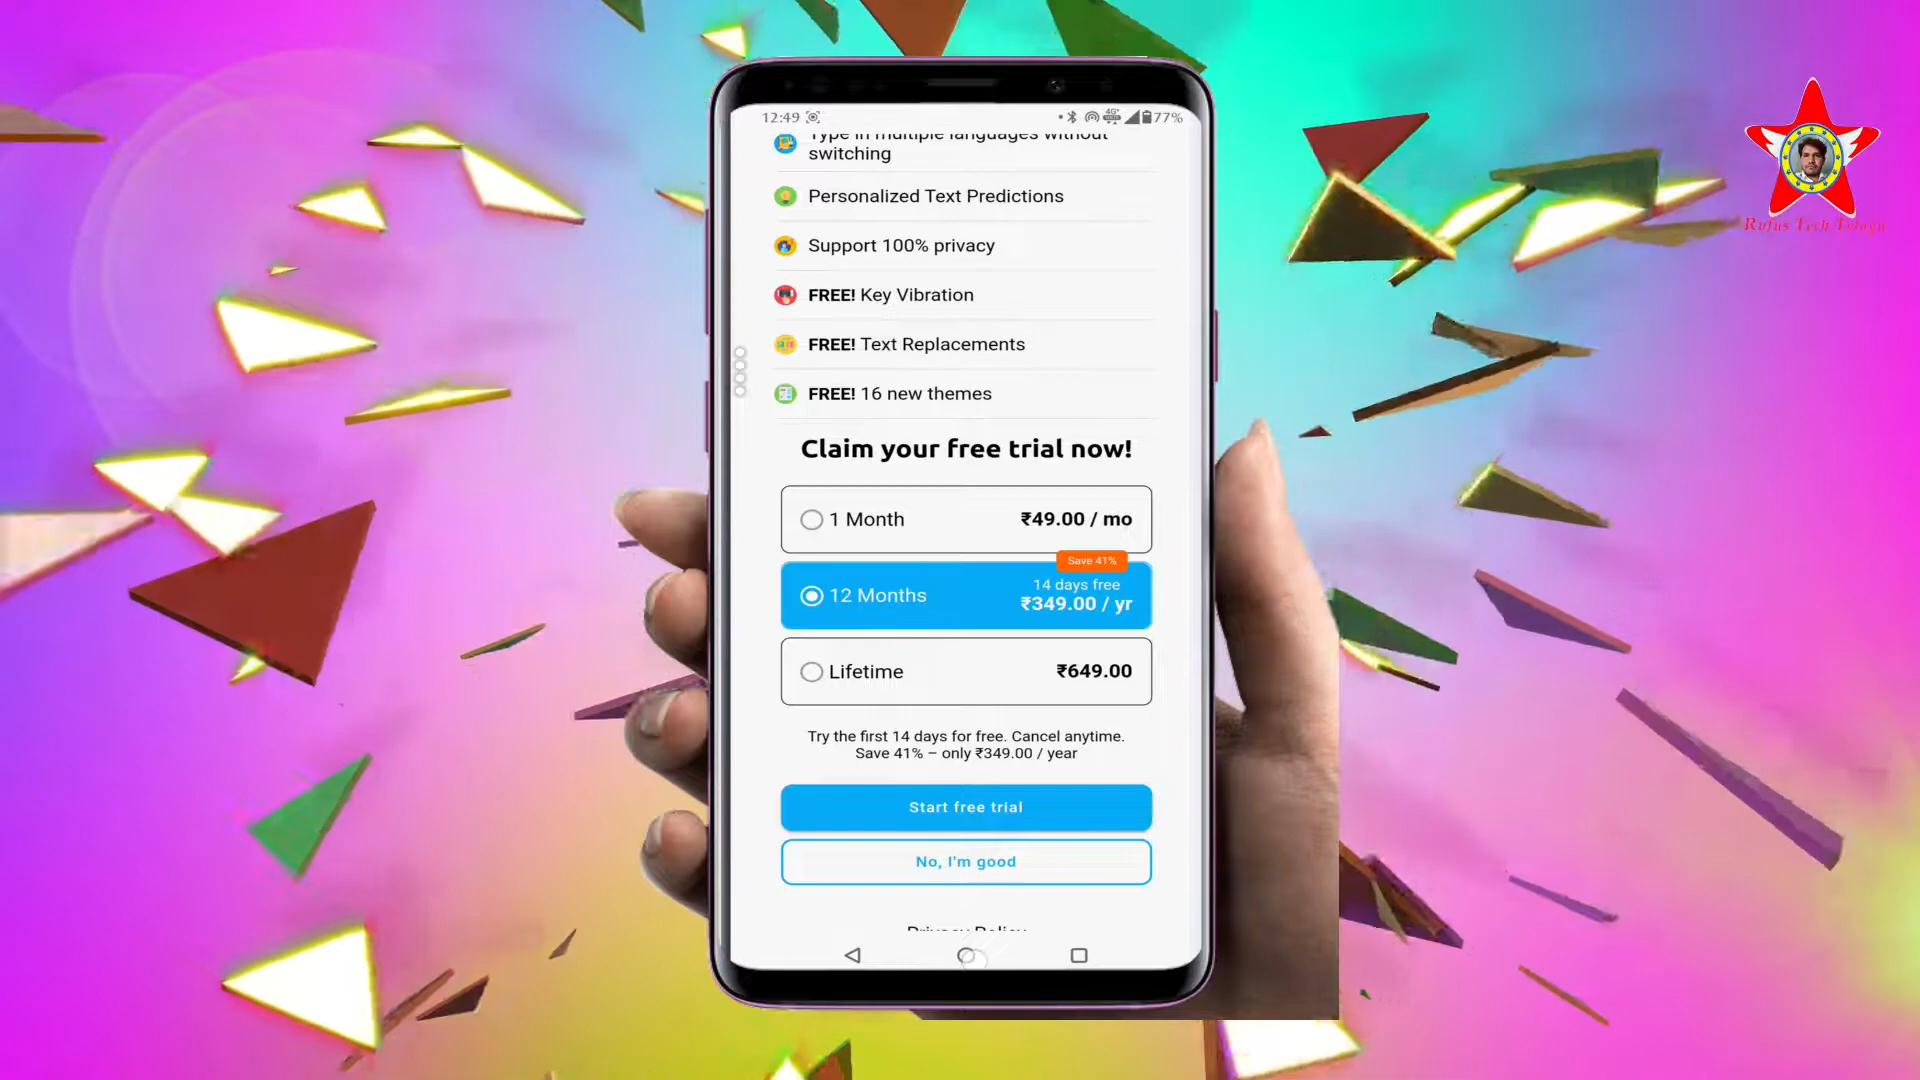 12:49
4G+
77%
Type in multiple languages without
switching
Personalized Text Predictions
Support 100% privacy
FREE! Key Vibration
FREE! Text Replacements
FREE! 16 new themes
Claim your free trial now!
1 Month ₹49.00 / mo
Save 41%
14 days free
12 Months ₹349.00 / yr
Lifetime ₹649.00
Try the first 14 days for free. Cancel anytime.
Save 41% – only ₹349.00 / year
Start free trial
No, I'm good
Privacy Policy
Rufus Tech Telugu